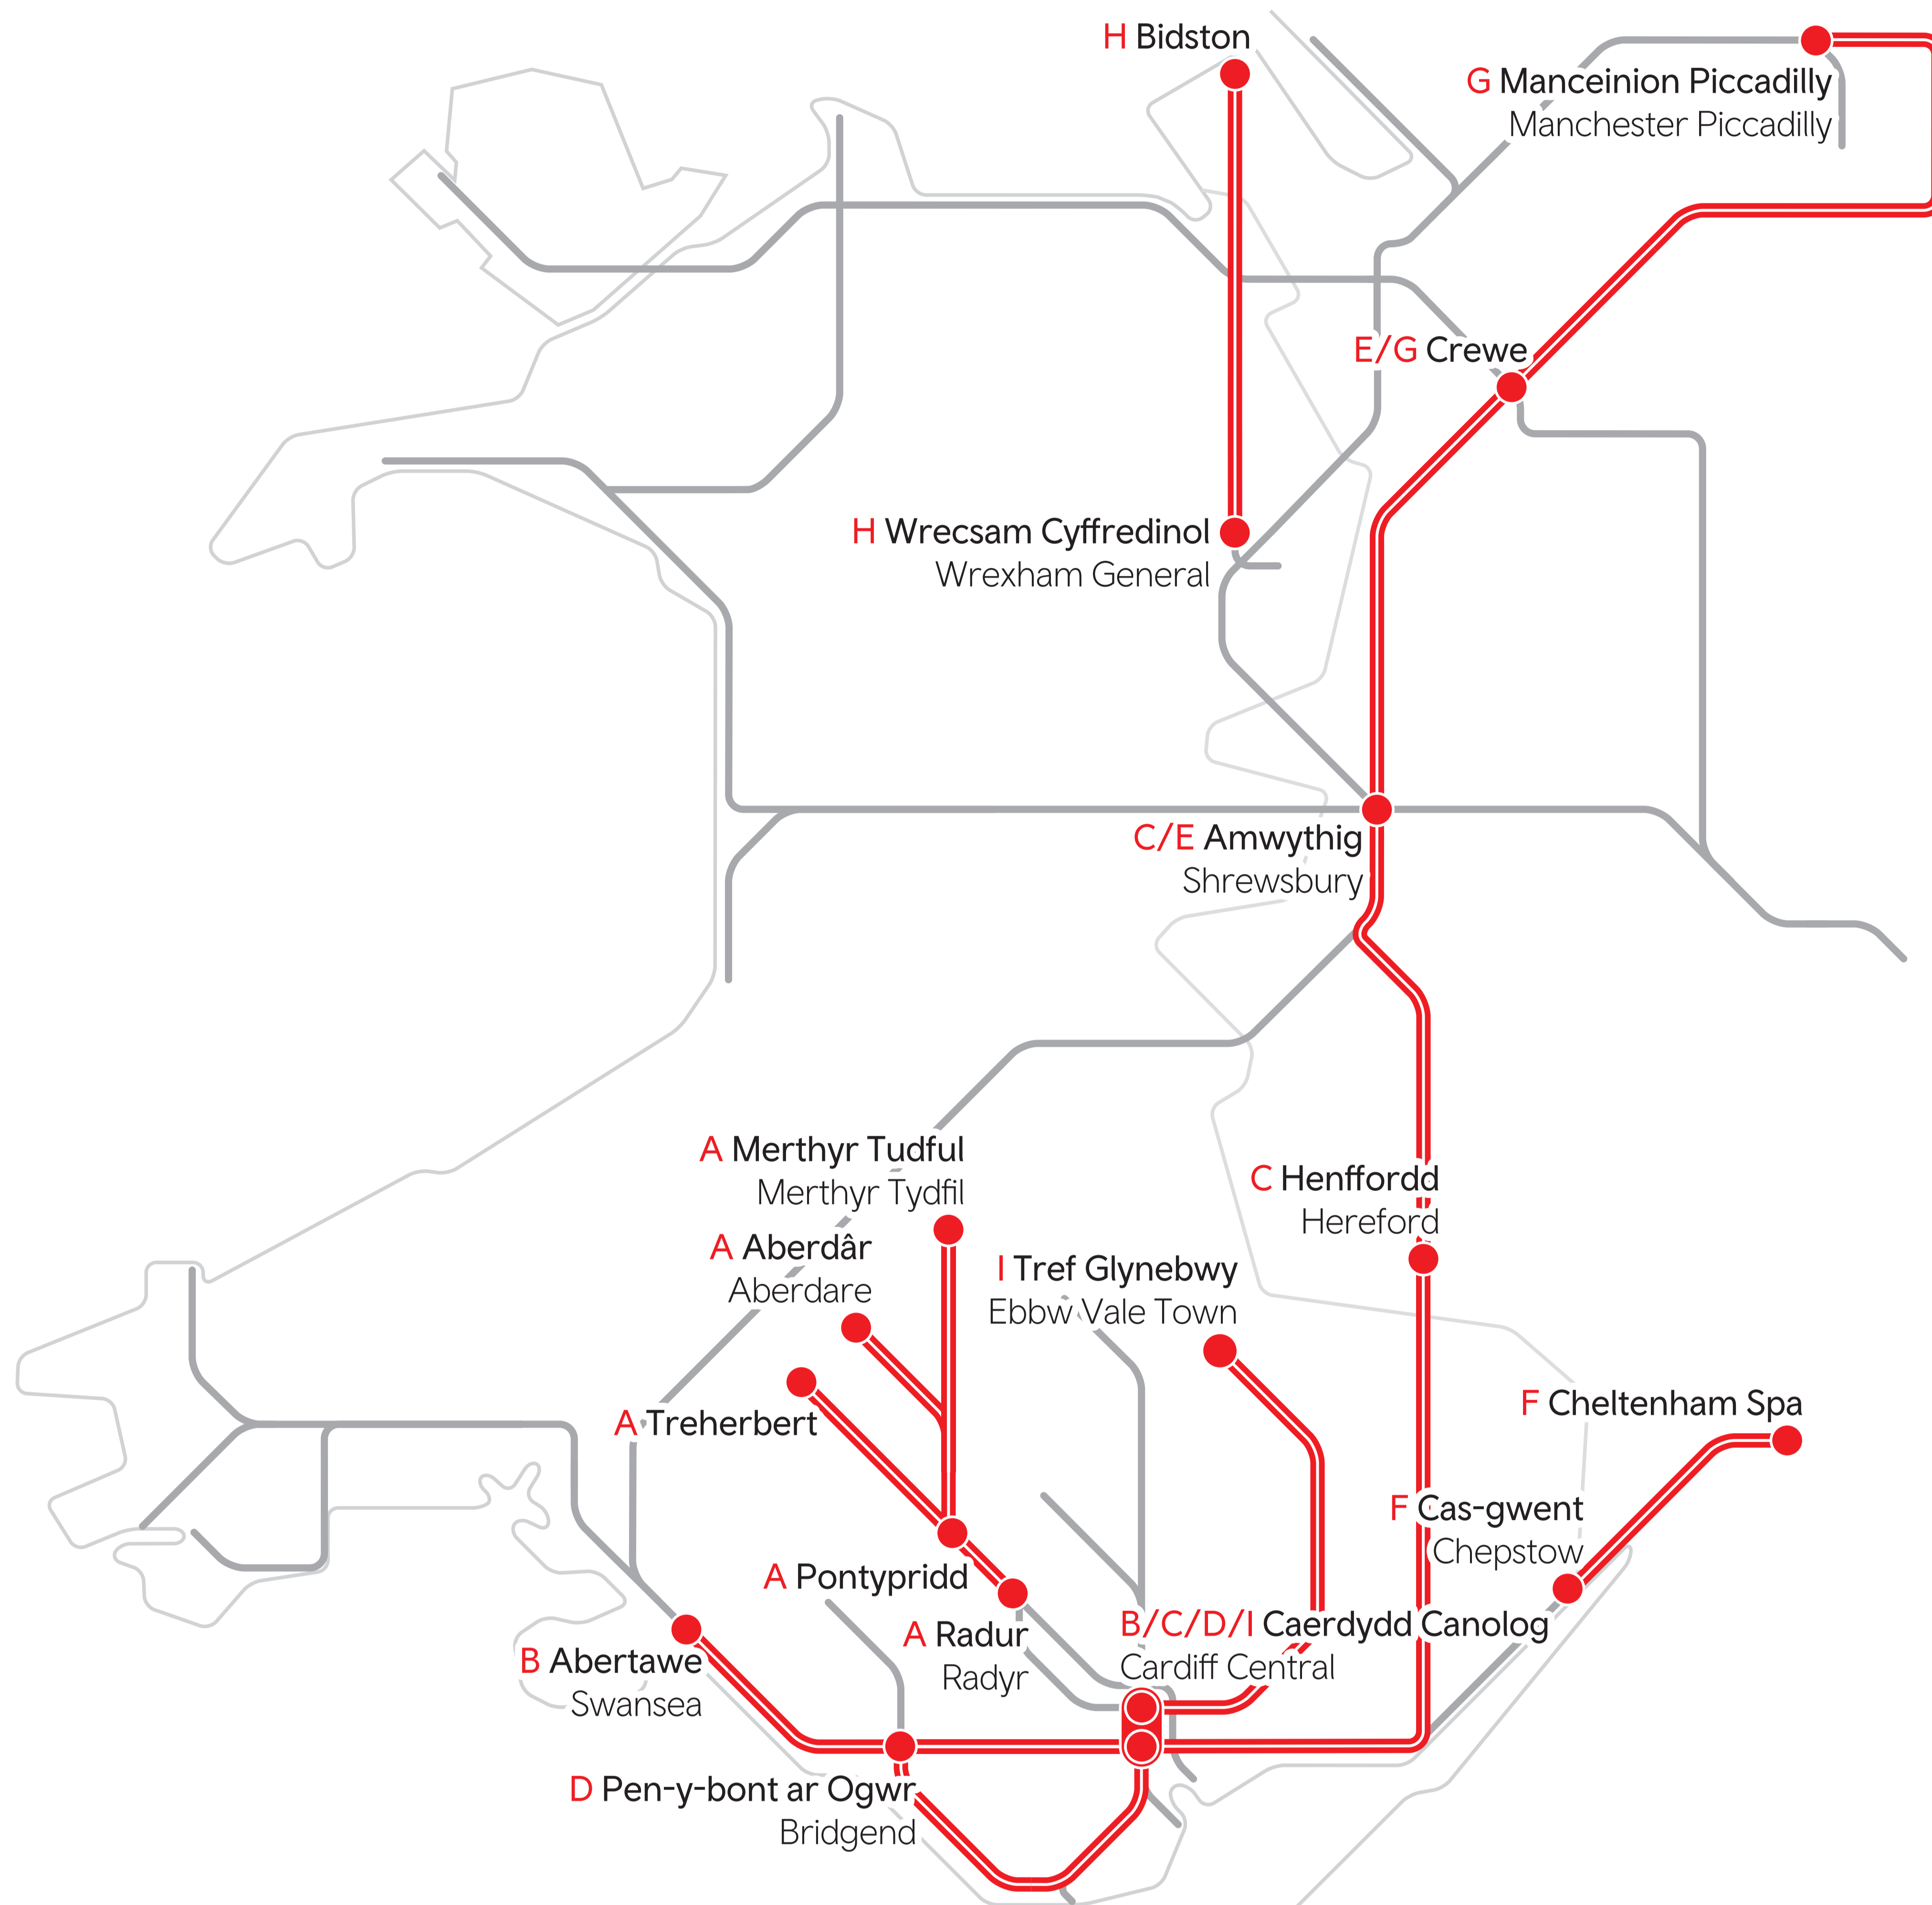 H Bidston
G Manceinion Piccadilly
Manchester Piccadilly
E/G Crewe
H Wrecsam Cyffredinol
Wrexham General
C/E Amwythig
Shrewsbury
A Merthyr Tudful
Merthyr Tydfil
C Henffordd
Hereford
A Aberdâr
Aberdare
I Tref Glynebwy
Ebbw Vale Town
A Treherbert
F Cheltenham Spa
F Cas-gwent
Chepstow
A Pontypridd
A Radur
Radyr
B/C/D/I Caerdydd Canolog
Cardiff Central
B Abertawe
Swansea
D Pen-y-bont ar Ogwr
Bridgend